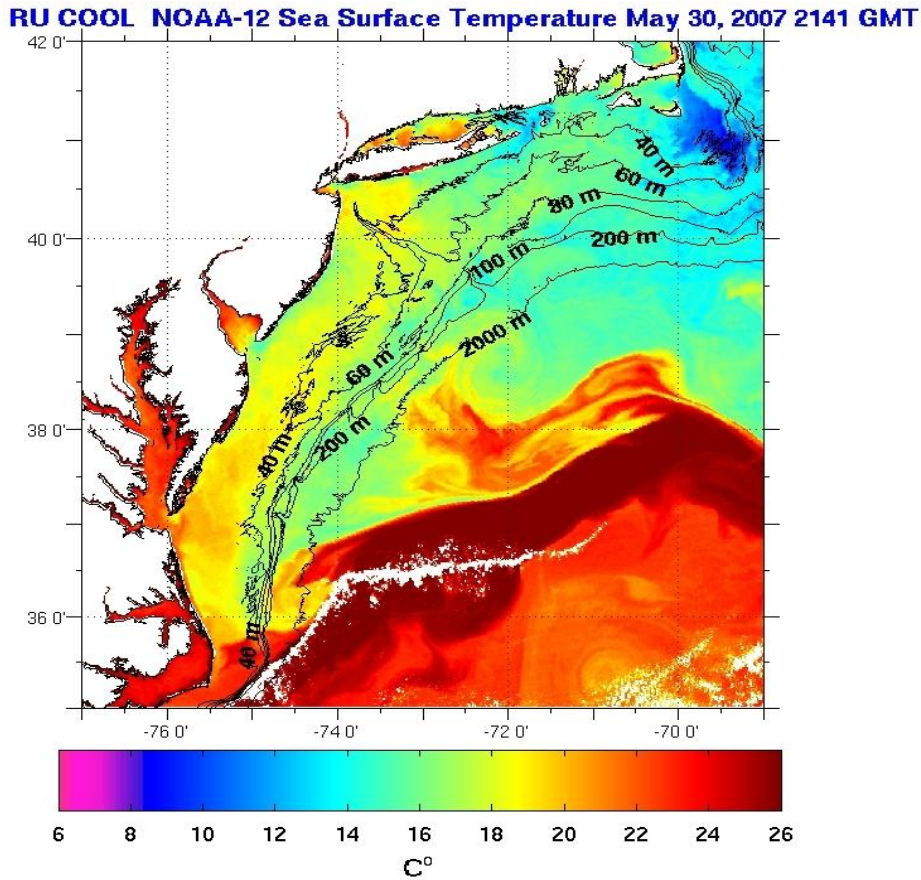 RU COOL NOAA-12 Sea Surface Temperature May 30, 2007 2141 GMT
42 0'
40 m
60 m
80 m
40 0'
200 m
100 m
2000 m
60 m
38 0'
40 m
200 m
36 0'
40 m
-76 0' -74 0' -72 0' -70 0'
6 8 10 12 14 16 18 20 22 24 26
C°